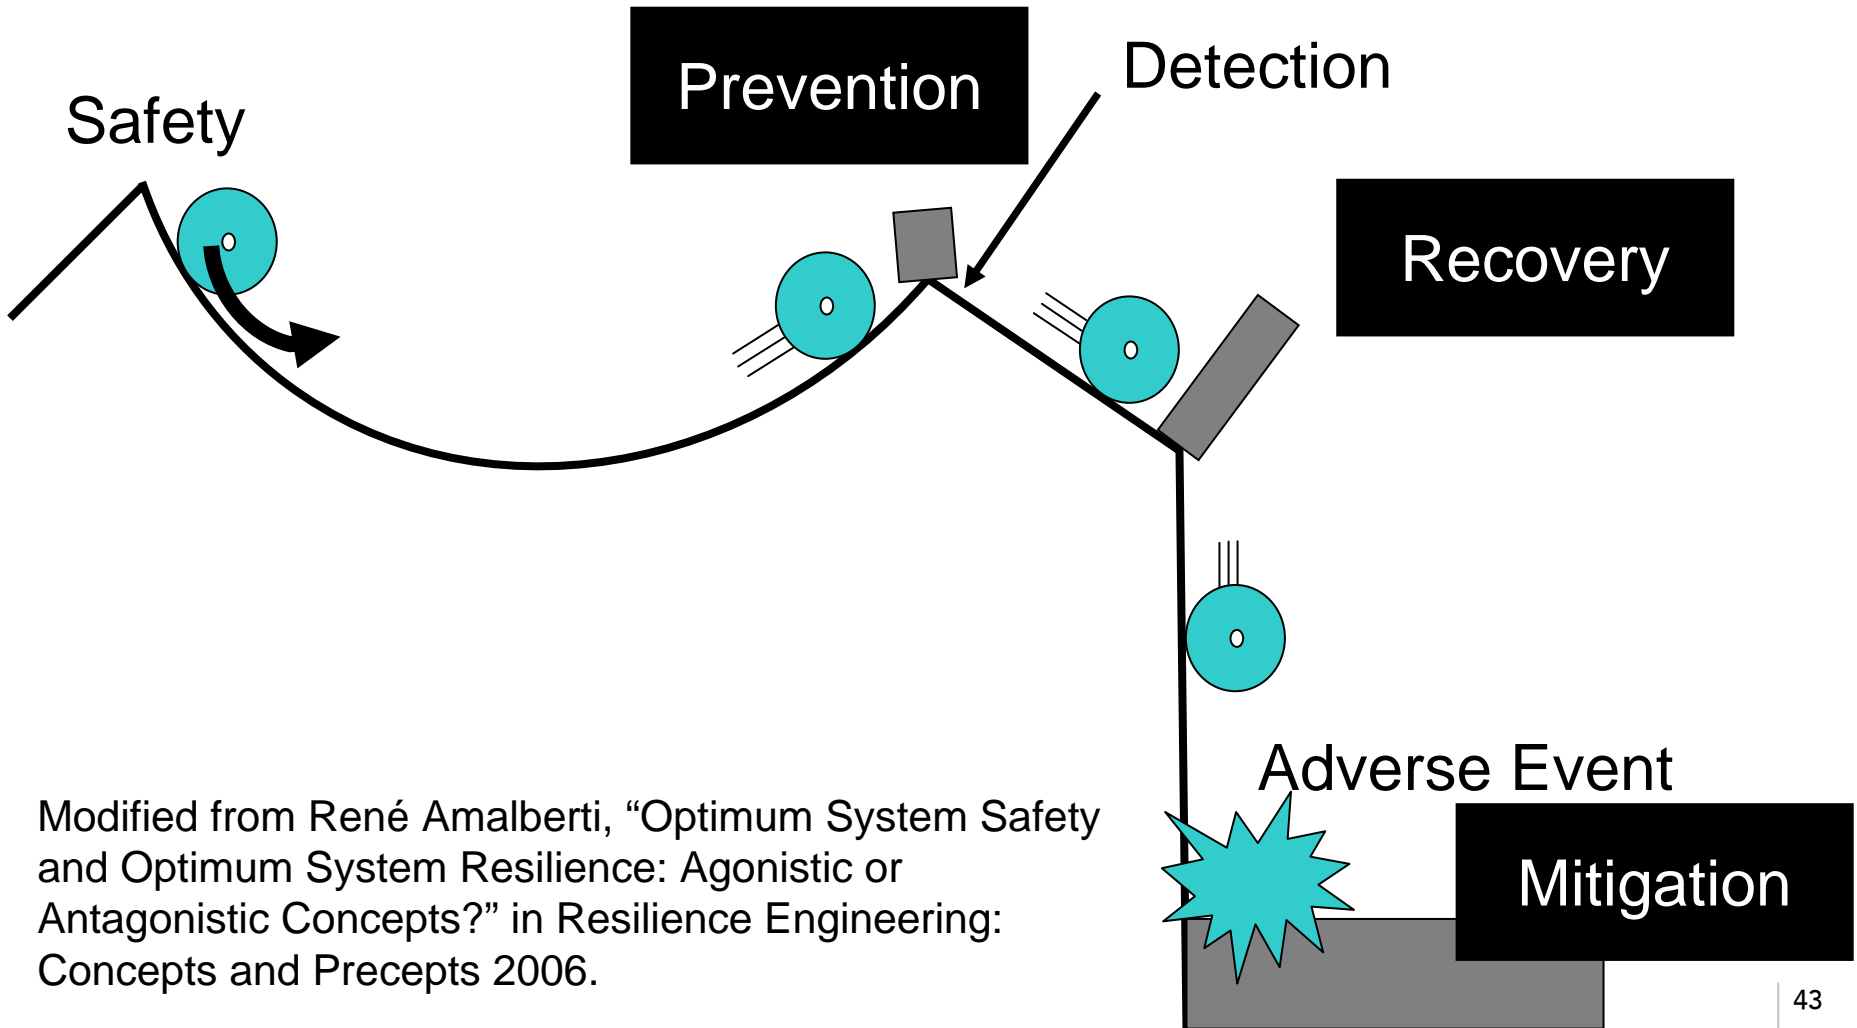 Prevention
Detection
Safety
Recovery
Adverse Event
Mitigation
Modified from René Amalberti, “Optimum System Safety
and Optimum System Resilience: Agonistic or
Antagonistic Concepts?” in Resilience Engineering:
Concepts and Precepts 2006.
43